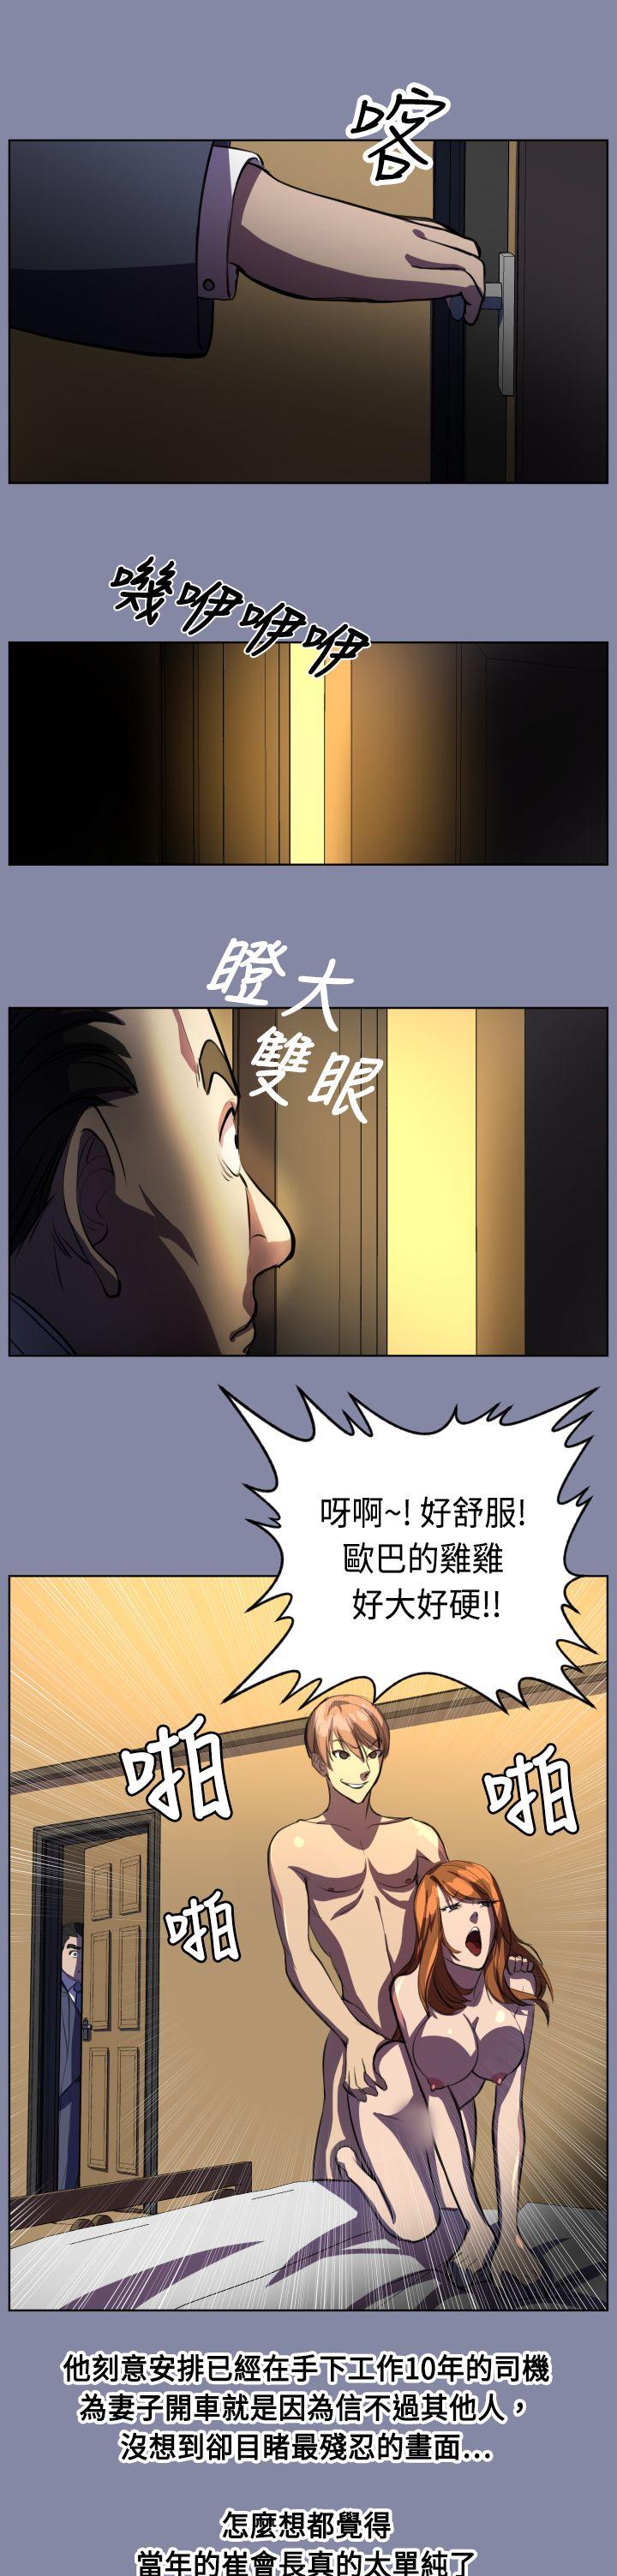 喀
嘰咿咿咿
瞪大
雙眼
呀啊~! 好舒服!
歐巴的雞雞
好大好硬!!
啪
啪
啪
他刻意安排已經在手下工作10年的司機
為妻子開車就是因為信不過其他人，
沒想到卻目睹最殘忍的畫面...
怎麼想都覺得
當年的崔會長真的太單純了